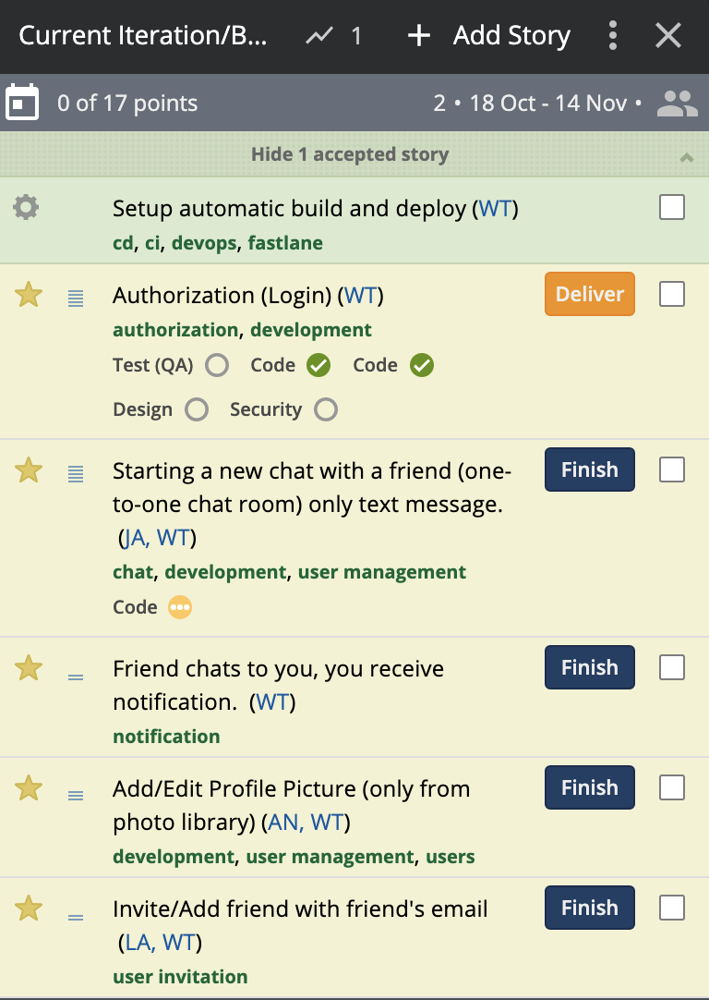 Current Iteration/B... 1 + Add Story
0 of 17 points 2 • 18 Oct - 14 Nov •
Hide 1 accepted story
Setup automatic build and deploy (WT)
cd, ci, devops, fastlane
Authorization (Login) (WT) Deliver
authorization, development
Test (QA) Code Code
Design Security
Starting a new chat with a friend (one- Finish
to-one chat room) only text message.
(JA, WT)
chat, development, user management
Code
Friend chats to you, you receive Finish
notification. (WT)
notification
Add/Edit Profile Picture (only from Finish
photo library) (AN, WT)
development, user management, users
Invite/Add friend with friend's email Finish
(LA, WT)
user invitation